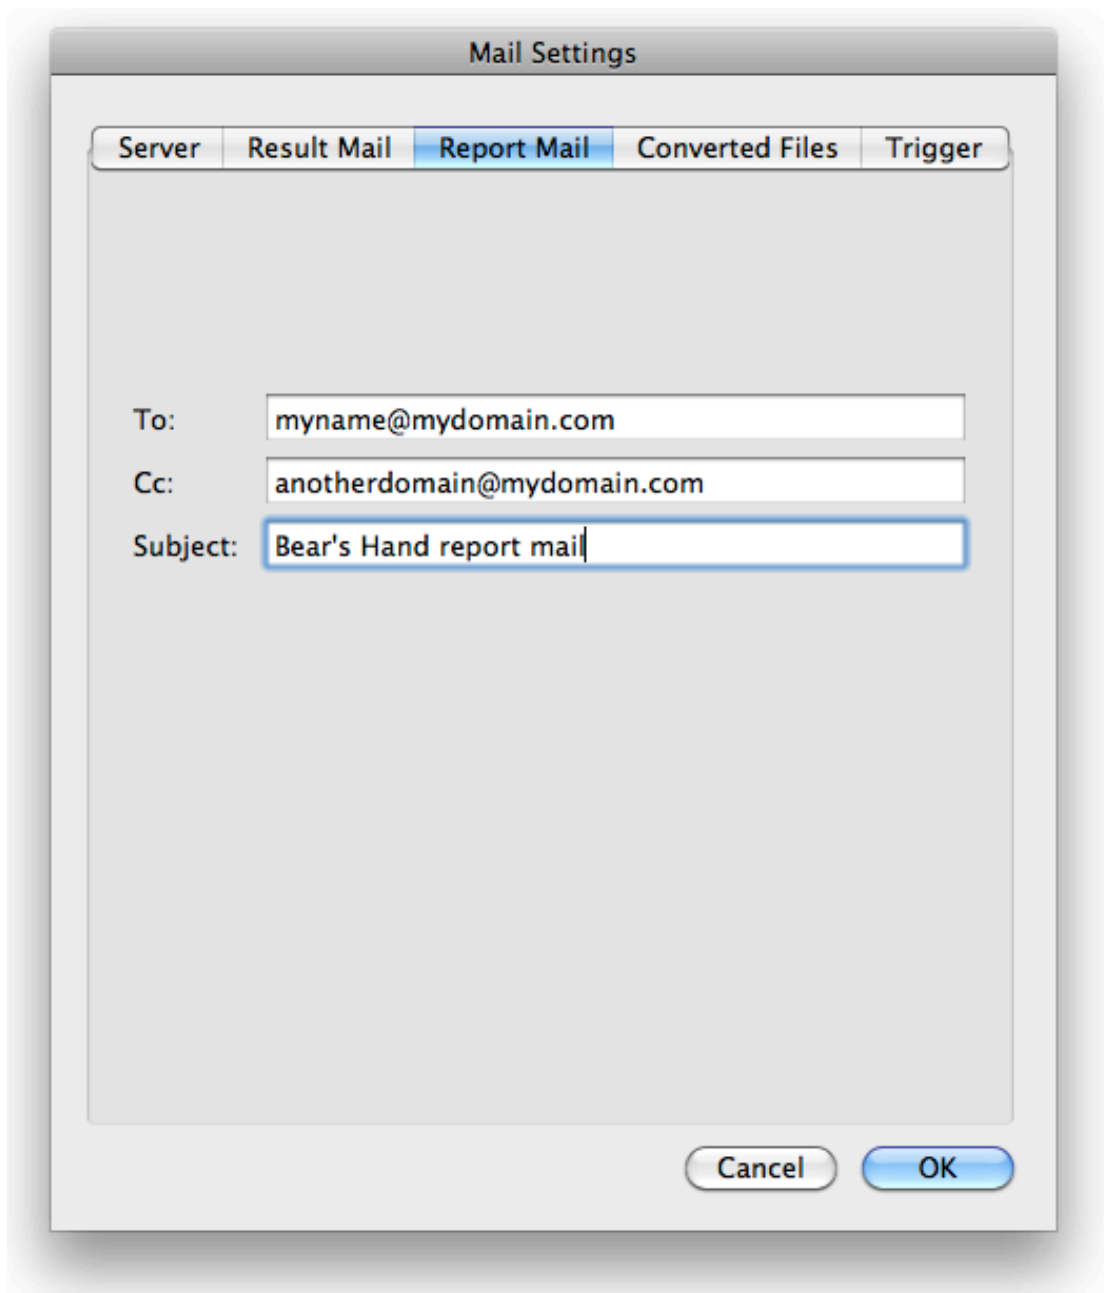 Mail Settings
Server Result Mail Report Mail Converted Files Trigger
To: myname@mydomain.com
Cc: anotherdomain@mydomain.com
Subject: Bear's Hand report mail
Cancel OK